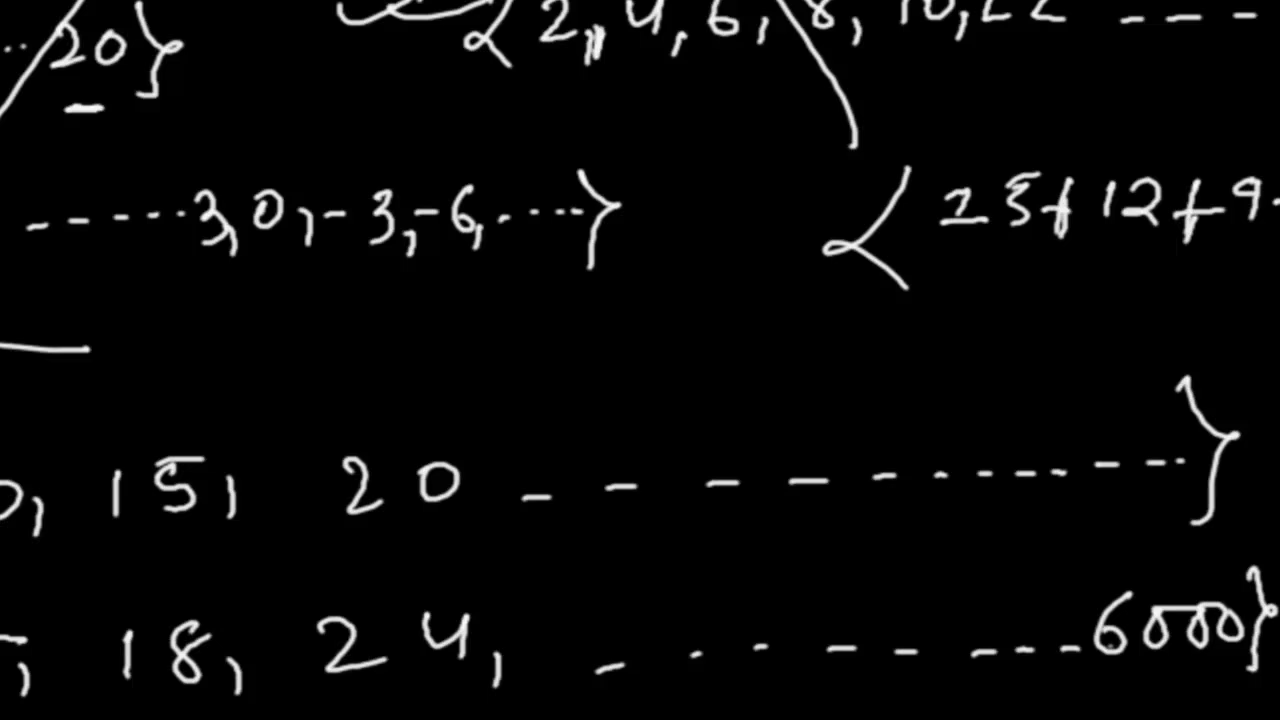 .. 20} { 2, 4, 6, 8, 10, 12 ----
------ 3, 0, -3, -6, .....} { 15, 12, 9-
0, 15, 20 ------------}
, 18, 24, --------- 6000}